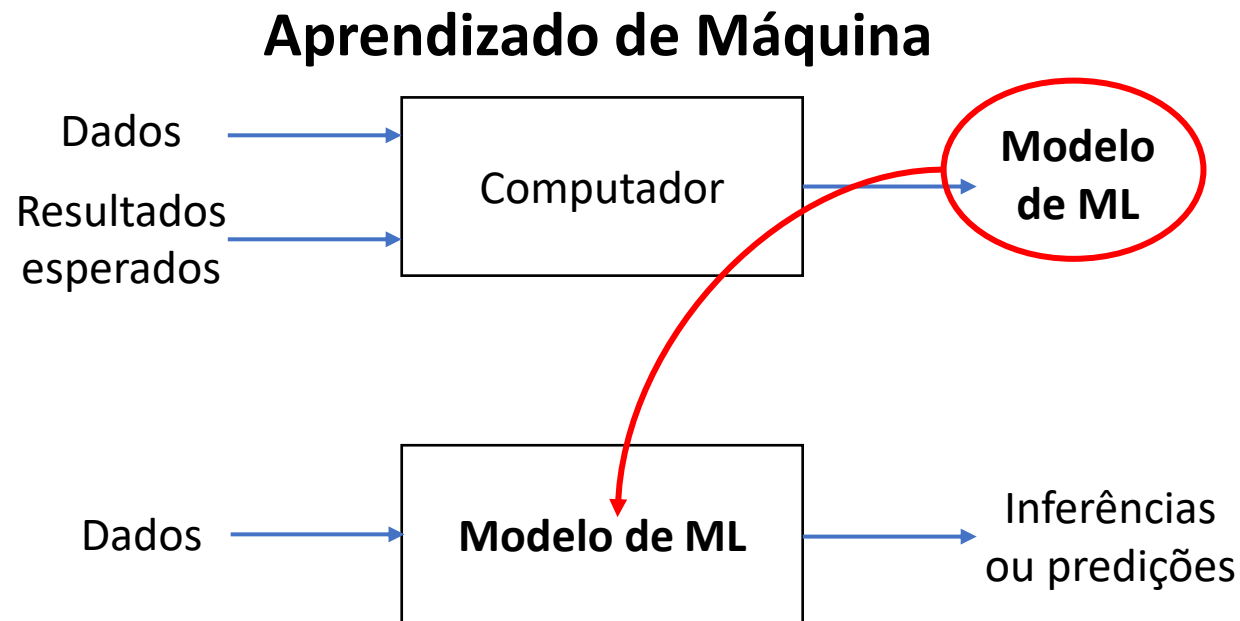 Aprendizado de Máquina
Dados
Resultados
esperados
Computador
Modelo
de ML
Dados
Modelo de ML
Inferências
ou predições